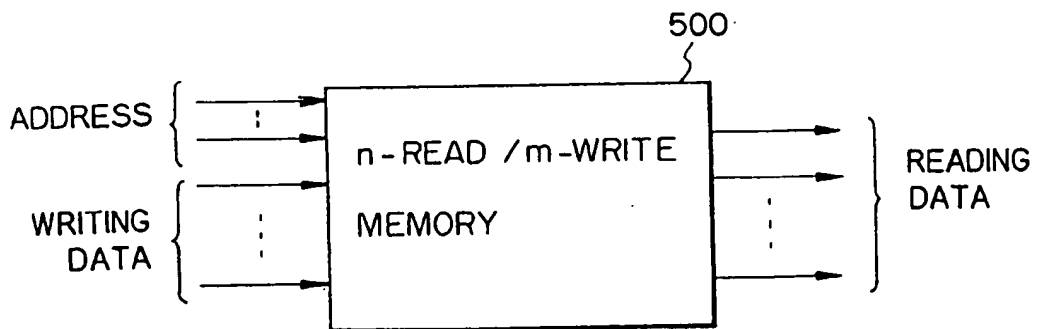 500
ADDRESS
n-READ /m-WRITE
MEMORY
WRITING
DATA
READING
DATA